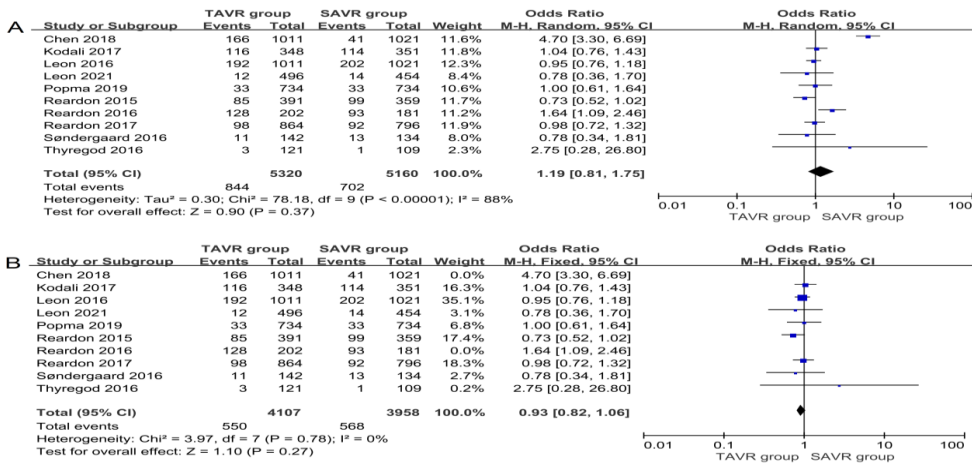 A
TAVR group SAVR group Odds Ratio Odds Ratio
Study or Subgroup Events Total Events Total Weight M-H. Random. 95% CI M-H. Random. 95% CI
Chen 2018 166 1011 41 1021 11.6% 4.70 [3.30, 6.69]
Kodali 2017 116 348 114 351 11.8% 1.04 [0.76, 1.43]
Leon 2016 192 1011 202 1021 12.3% 0.95 [0.76, 1.18]
Leon 2021 12 496 14 454 8.4% 0.78 [0.36, 1.70]
Popma 2019 33 734 33 734 10.6% 1.00 [0.61, 1.64]
Reardon 2015 85 391 99 359 11.7% 0.73 [0.52, 1.02]
Reardon 2016 128 202 93 181 11.2% 1.64 [1.09, 2.46]
Reardon 2017 98 864 92 796 11.9% 0.98 [0.72, 1.32]
Søndergaard 2016 11 142 13 134 8.2% 0.78 [0.34, 1.81]
Thyregod 2016 3 121 1 109 2.3% 2.75 [0.28, 26.80]
Total (95% CI) 5320 5160 100.0% 1.19 [0.81, 1.75]
Total events 844 702
Heterogeneity: Tau² = 0.30; Chi² = 78.18, df = 9 (P < 0.00001); I² = 88%
Test for overall effect: Z = 0.90 (P = 0.37)
0.01 0.1 1 10 100
TAVR group SAVR group
B
TAVR group SAVR group Odds Ratio Odds Ratio
Study or Subgroup Events Total Events Total Weight M-H. Fixed. 95% CI M-H. Fixed. 95% CI
Chen 2018 166 1011 41 1021 0.0% 4.70 [3.30, 6.69]
Kodali 2017 116 348 114 351 16.3% 1.04 [0.76, 1.43]
Leon 2016 192 1011 202 1021 35.1% 0.95 [0.76, 1.18]
Leon 2021 12 496 14 454 3.1% 0.78 [0.36, 1.70]
Popma 2019 33 734 33 734 6.8% 1.00 [0.61, 1.64]
Reardon 2015 85 391 99 359 17.4% 0.73 [0.52, 1.02]
Reardon 2016 128 202 93 181 0.0% 1.64 [1.09, 2.46]
Reardon 2017 98 864 92 796 18.3% 0.98 [0.72, 1.32]
Søndergaard 2016 11 142 13 134 2.7% 0.78 [0.34, 1.81]
Thyregod 2016 3 121 1 109 0.2% 2.75 [0.28, 26.80]
Total (95% CI) 4107 3958 100.0% 0.93 [0.82, 1.06]
Total events 550 568
Heterogeneity: Chi² = 3.97, df = 7 (P = 0.78); I² = 0%
Test for overall effect: Z = 1.10 (P = 0.27)
0.01 0.1 1 10 100
TAVR group SAVR group